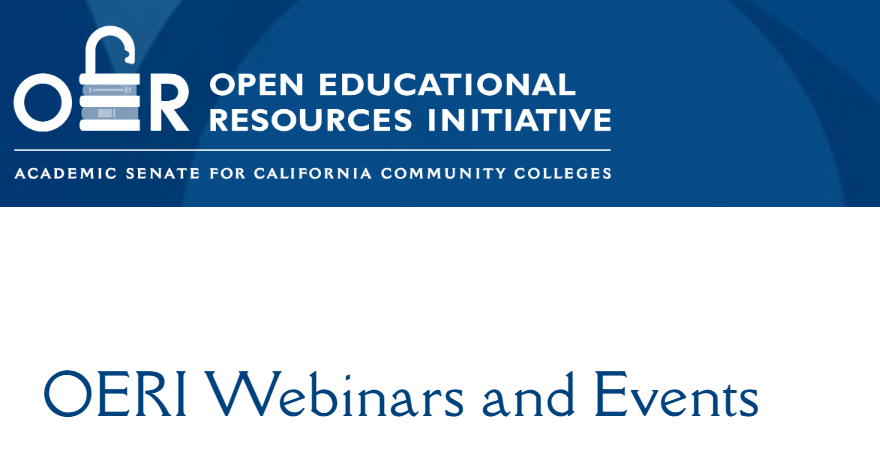 OER
OPEN EDUCATIONAL
RESOURCES INITIATIVE
ACADEMIC SENATE FOR CALIFORNIA COMMUNITY COLLEGES
OERI Webinars and Events